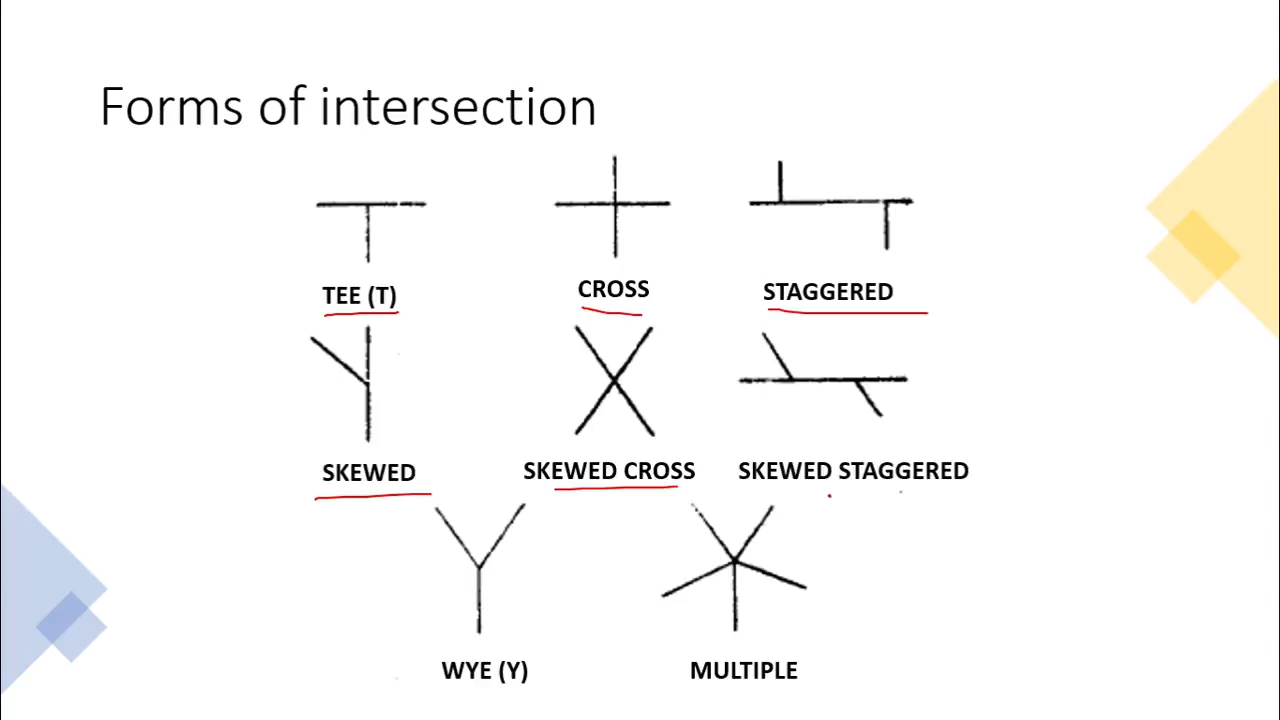 Forms of intersection
TEE (T)
CROSS
STAGGERED
SKEWED
SKEWED CROSS
SKEWED STAGGERED
WYE (Y)
MULTIPLE